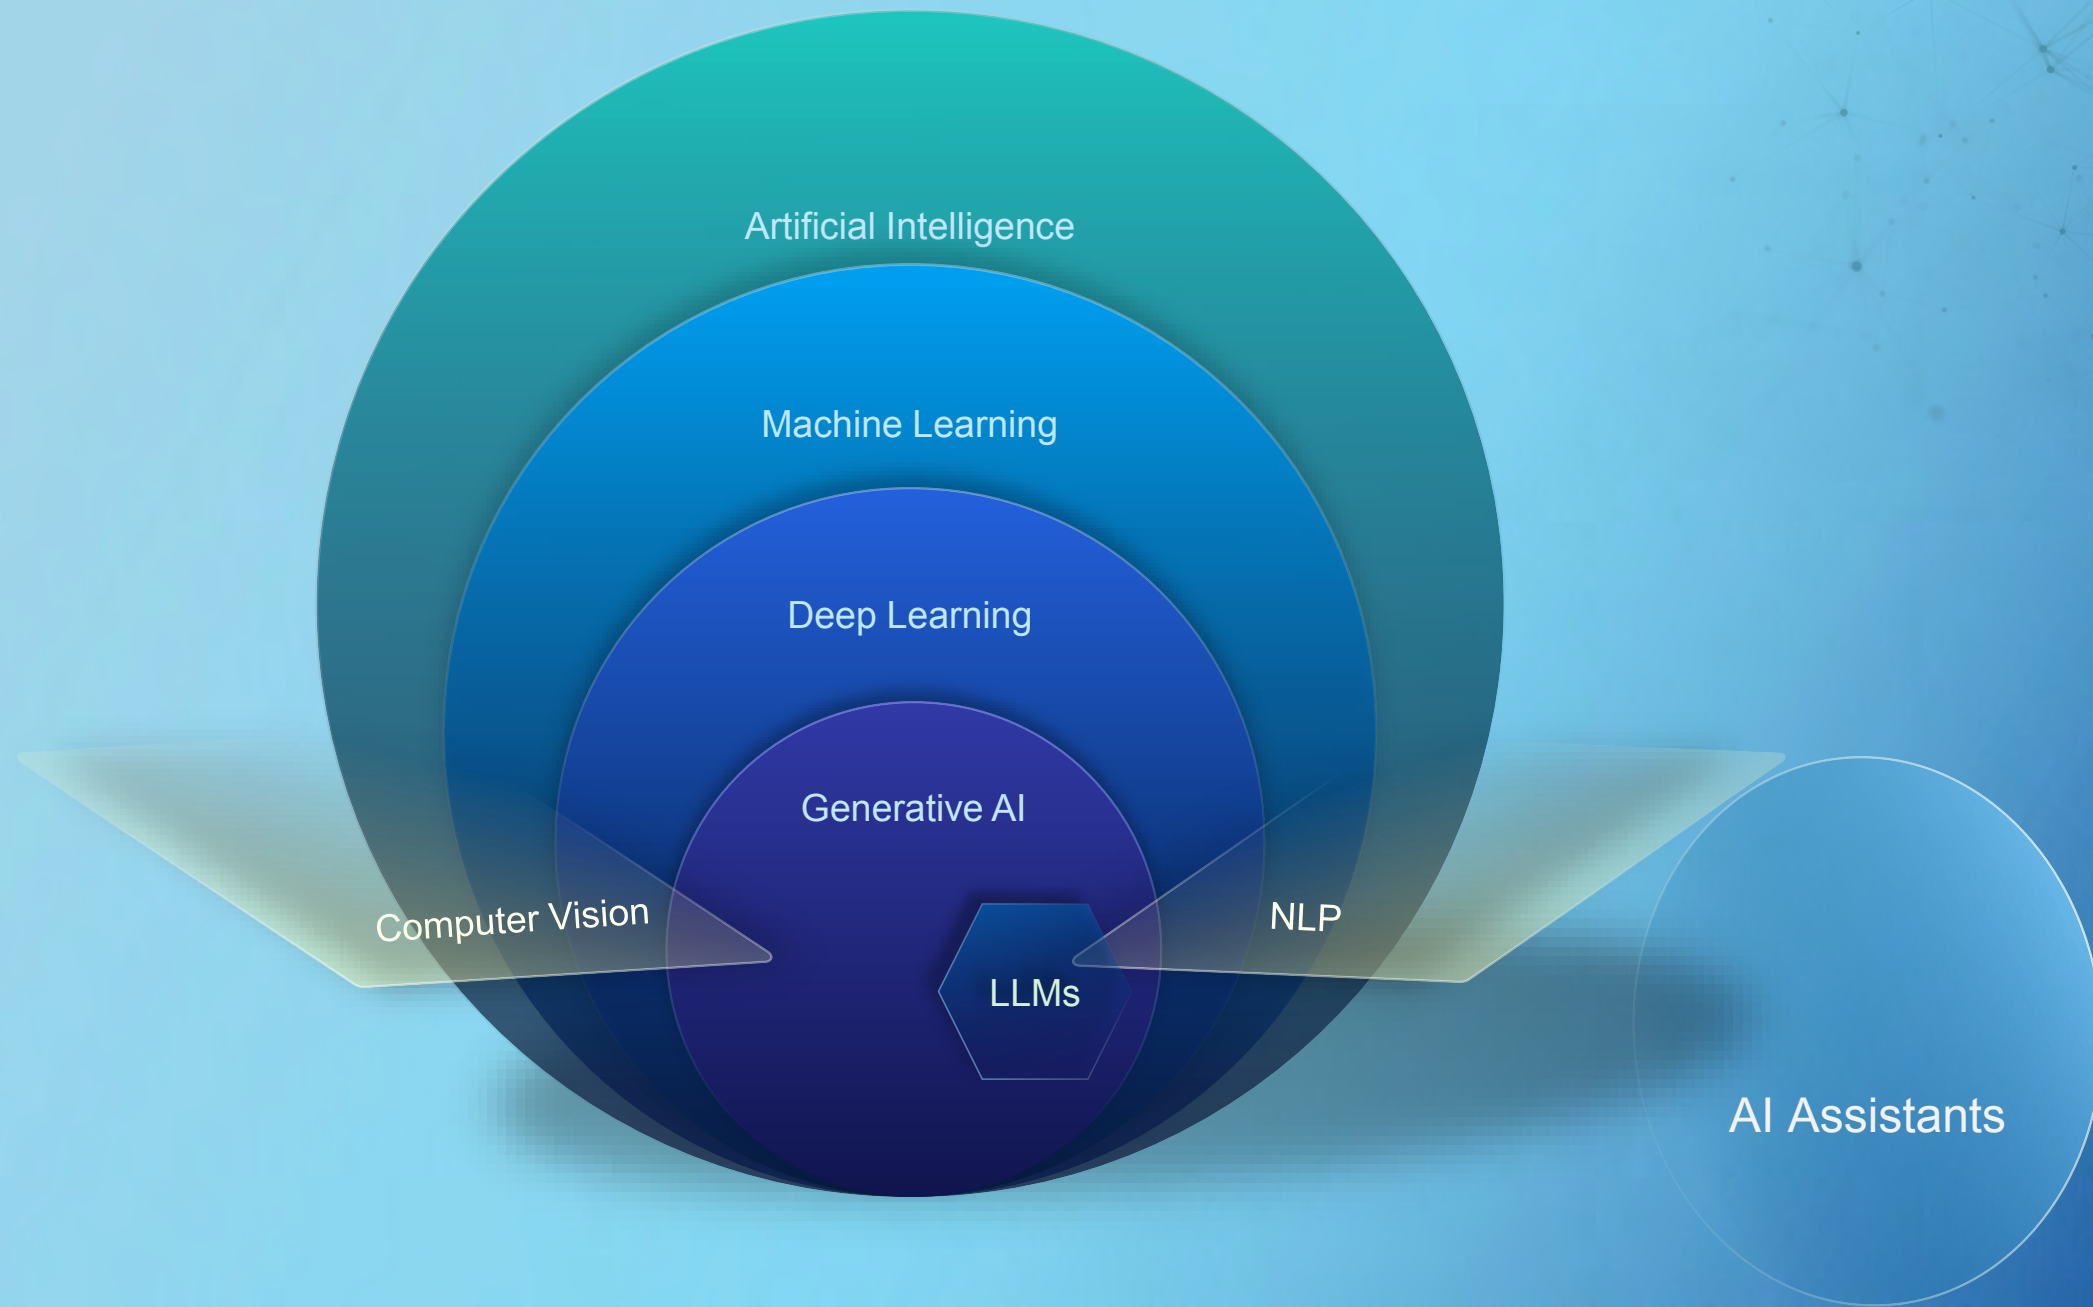 Artificial Intelligence
Machine Learning
Deep Learning
Generative AI
Computer Vision
NLP
LLMs
AI Assistants